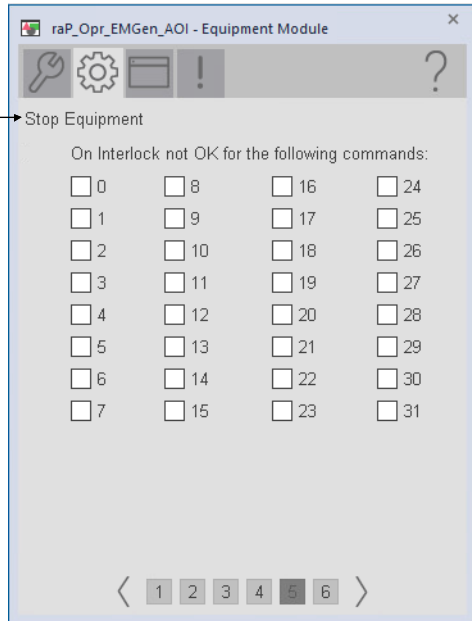 raP_Opr_EMGen_AOI - Equipment Module
?
Stop Equipment
On Interlock not OK for the following commands:
0 8 16 24
1 9 17 25
2 10 18 26
3 11 19 27
4 12 20 28
5 13 21 29
6 14 22 30
7 15 23 31
1 2 3 4 5 6